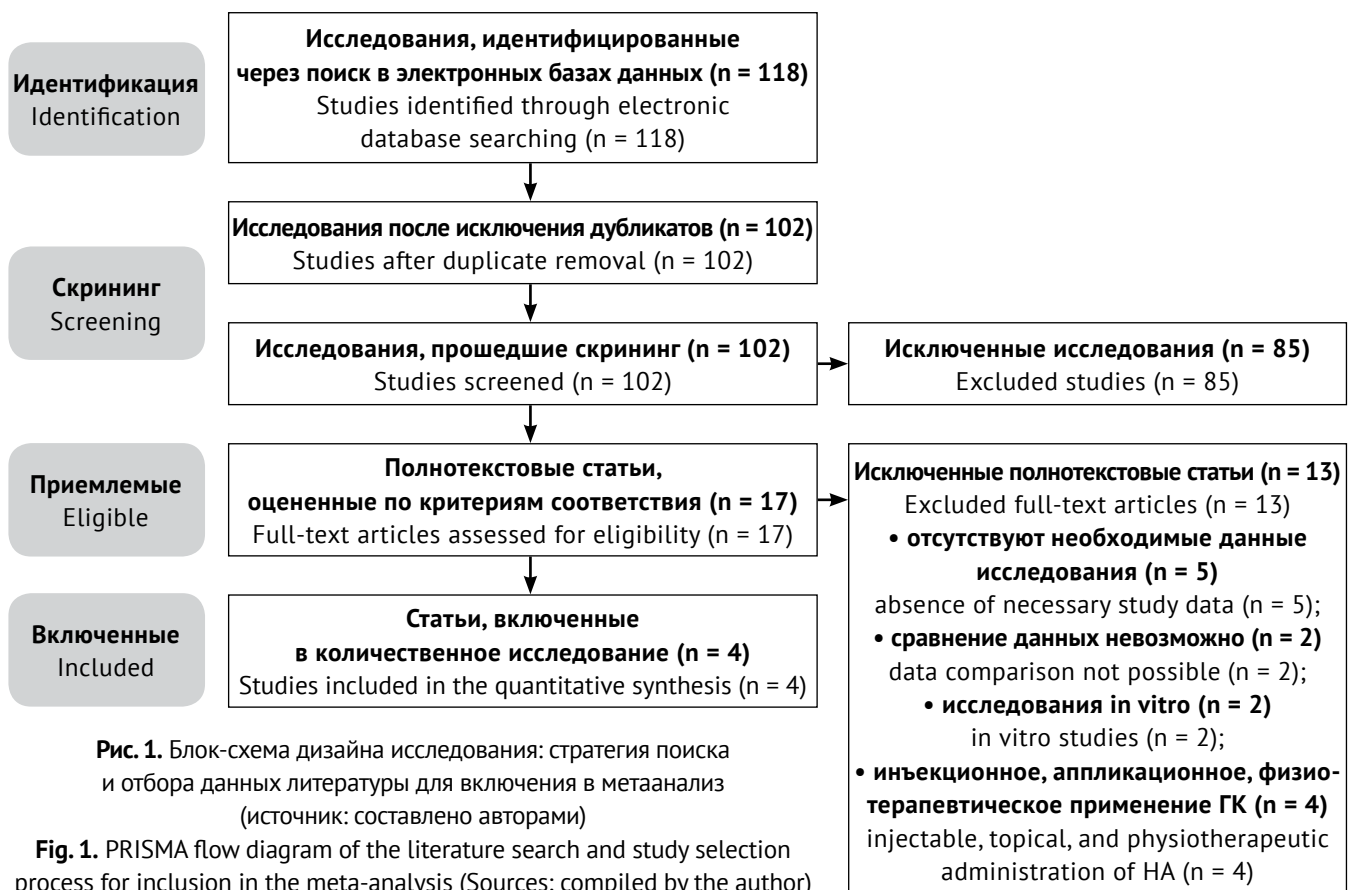 Идентификация
Identification
Исследования, идентифицированные
через поиск в электронных базах данных (n = 118)
Studies identified through electronic
database searching (n = 118)
Скрининг
Screening
Исследования после исключения дубликатов (n = 102)
Studies after duplicate removal (n = 102)
Исследования, прошедшие скрининг (n = 102)
Studies screened (n = 102)
Исключенные исследования (n = 85)
Excluded studies (n = 85)
Приемлемые
Eligible
Полнотекстовые статьи,
оцененные по критериям соответствия (n = 17)
Full-text articles assessed for eligibility (n = 17)
Исключенные полнотекстовые статьи (n = 13)
Excluded full-text articles (n = 13)
• отсутствуют необходимые данные
исследования (n = 5)
absence of necessary study data (n = 5);
• сравнение данных невозможно (n = 2)
data comparison not possible (n = 2);
• исследования in vitro (n = 2)
in vitro studies (n = 2);
• инъекционное, аппликационное, физио-
терапевтическое применение ГК (n = 4)
injectable, topical, and physiotherapeutic
administration of HA (n = 4)
Включенные
Included
Статьи, включенные
в количественное исследование (n = 4)
Studies included in the quantitative synthesis (n = 4)
Рис. 1. Блок-схема дизайна исследования: стратегия поиска
и отбора данных литературы для включения в метаанализ
(источник: составлено авторами)
Fig. 1. PRISMA flow diagram of the literature search and study selection
process for inclusion in the meta-analysis (Sources: compiled by the author)